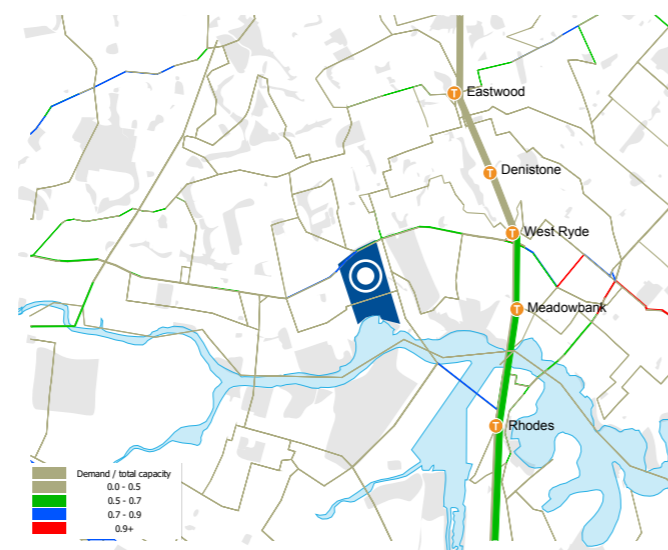 T Eastwood
T Denistone
T West Ryde
T Meadowbank
T Rhodes
Demand / total capacity
0.0 - 0.5
0.5 - 0.7
0.7 - 0.9
0.9+